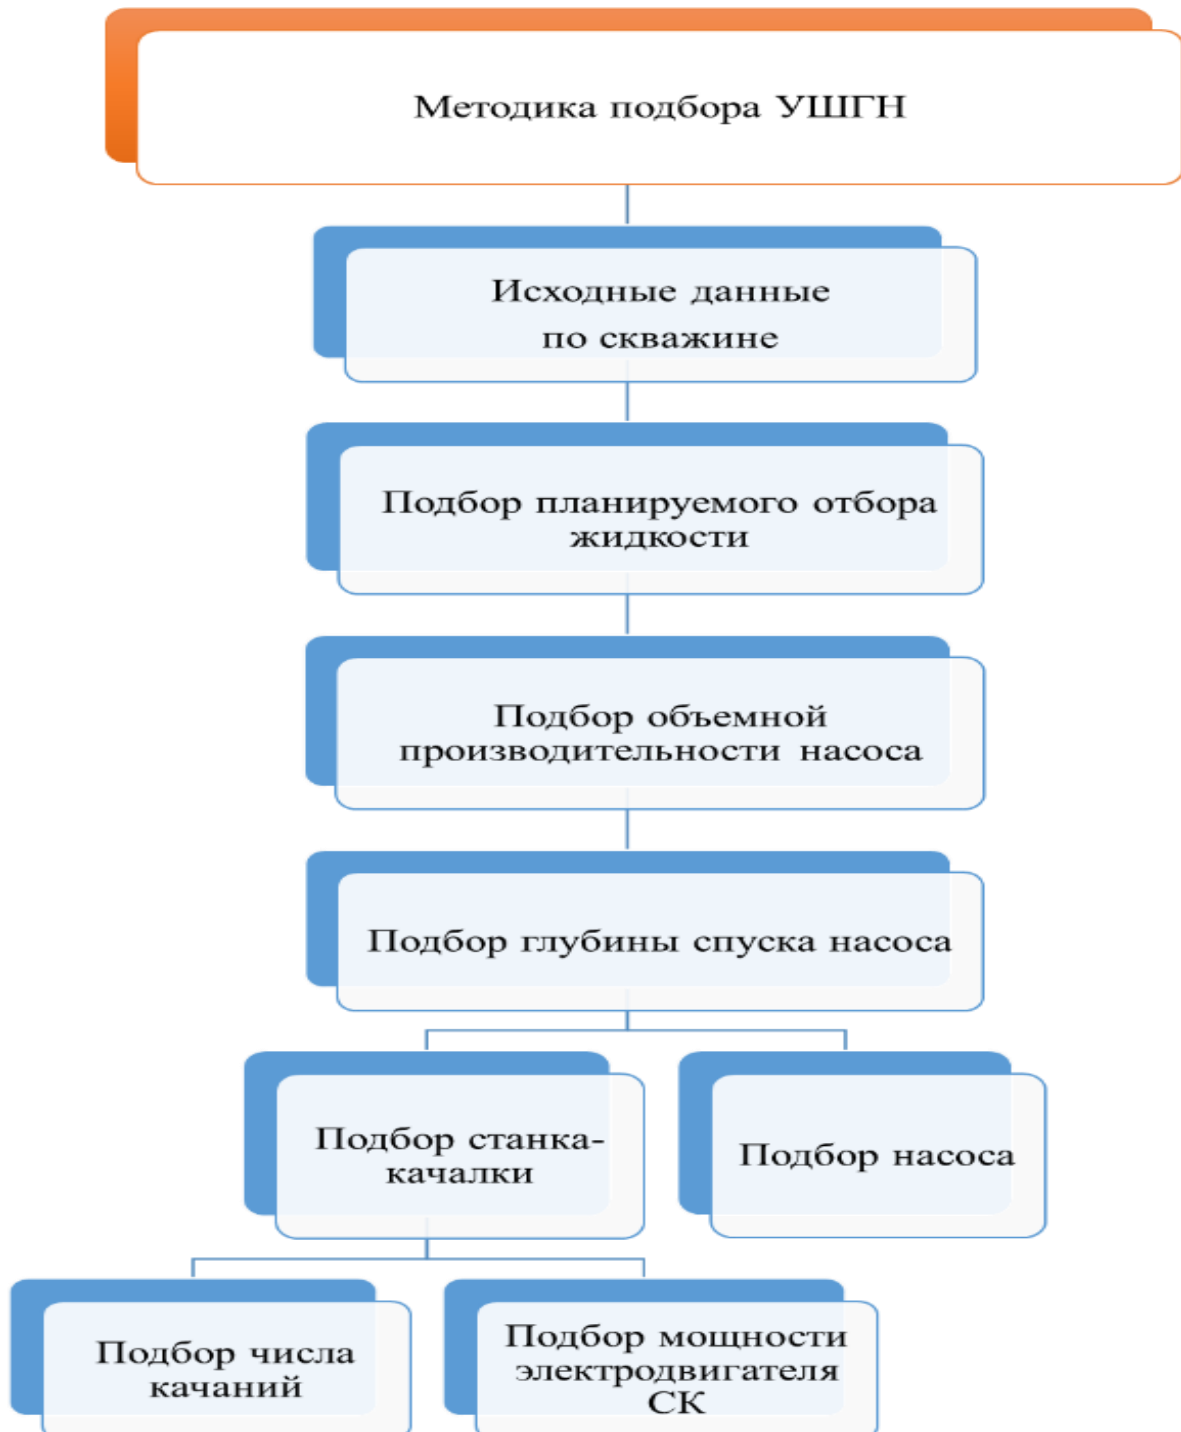 Методика подбора УШГН
Исходные данные
по скважине
Подбор планируемого отбора
жидкости
Подбор объемной
производительности насоса
Подбор глубины спуска насоса
Подбор станка-
качалки
Подбор насоса
Подбор числа
качаний
Подбор мощности
электродвигателя
СК